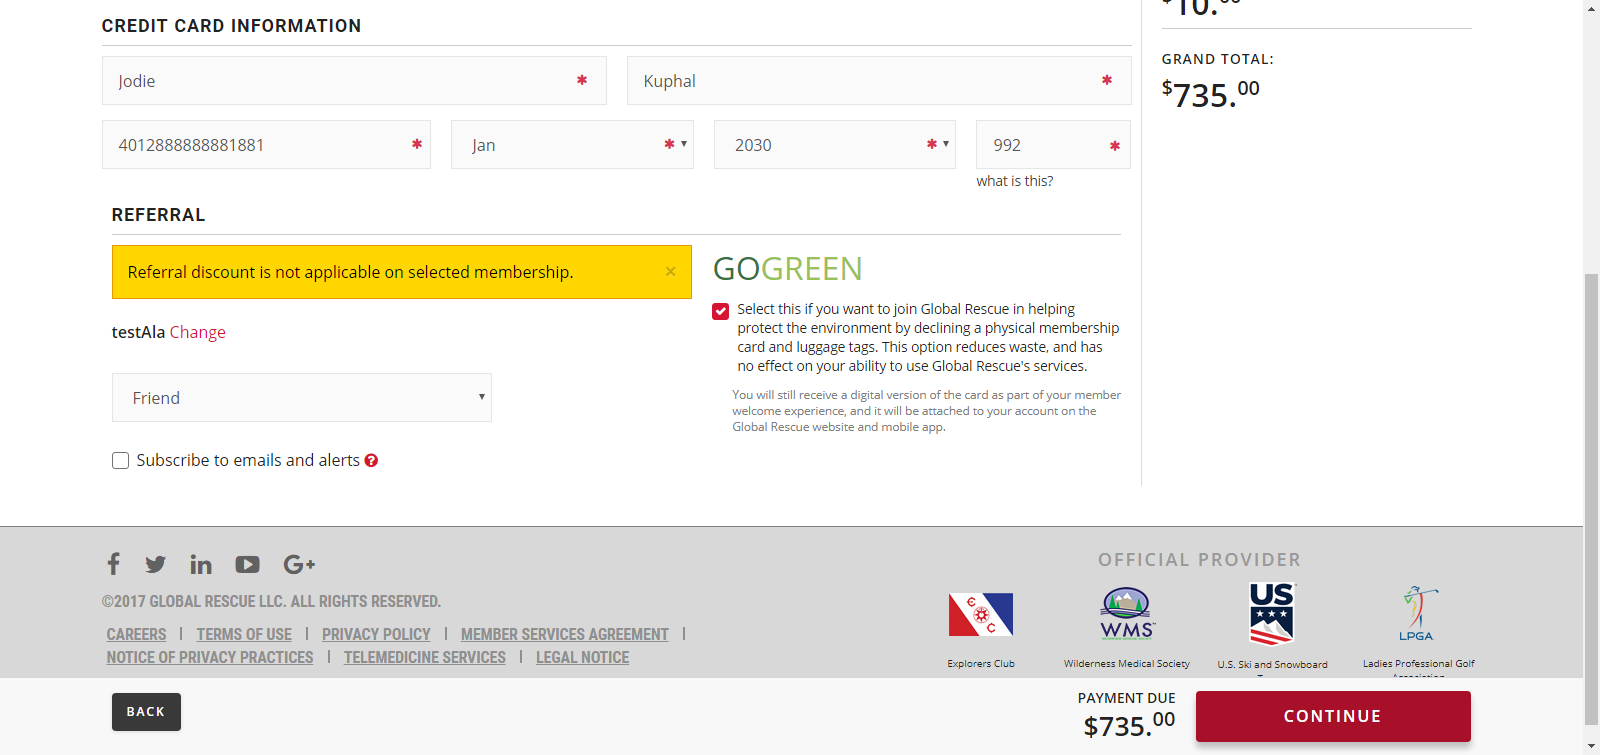 $10.00
CREDIT CARD INFORMATION
GRAND TOTAL:
$735.00
Jodie *
Kuphal *
4012888888881881 *
Jan *
2030 *
992 *
what is this?
REFERRAL
Referral discount is not applicable on selected membership. ×
testAla Change
Friend
Subscribe to emails and alerts ?
GOGREEN
Select this if you want to join Global Rescue in helping
protect the environment by declining a physical membership
card and luggage tags. This option reduces waste, and has
no effect on your ability to use Global Rescue's services.
You will still receive a digital version of the card as part of your member
welcome experience, and it will be attached to your account on the
Global Rescue website and mobile app.
©2017 GLOBAL RESCUE LLC. ALL RIGHTS RESERVED.
CAREERS | TERMS OF USE | PRIVACY POLICY | MEMBER SERVICES AGREEMENT |
NOTICE OF PRIVACY PRACTICES | TELEMEDICINE SERVICES | LEGAL NOTICE
OFFICIAL PROVIDER
WMS
US
LPGA
Explorers Club
Wilderness Medical Society
U.S. Ski and Snowboard
Ladies Professional Golf
Association
BACK
PAYMENT DUE
$735.00
CONTINUE